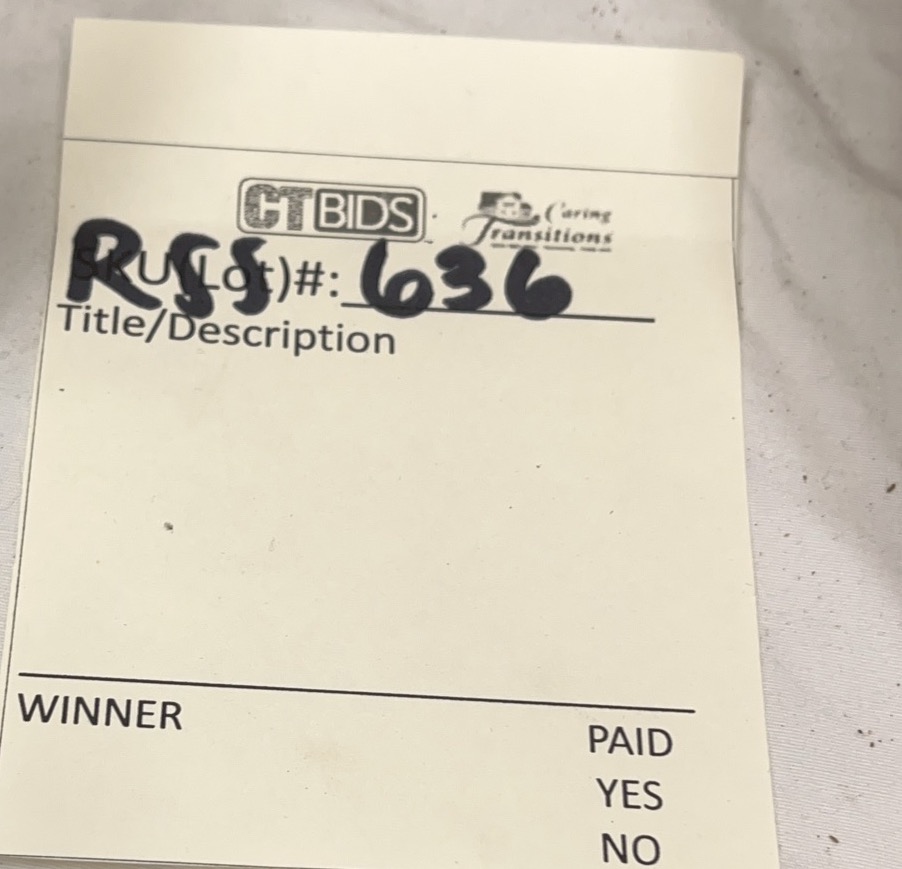 CTBIDS Caring
Transitions
RSS 636
SKU(Lot)#:
Title/Description
WINNER
PAID
YES
NO